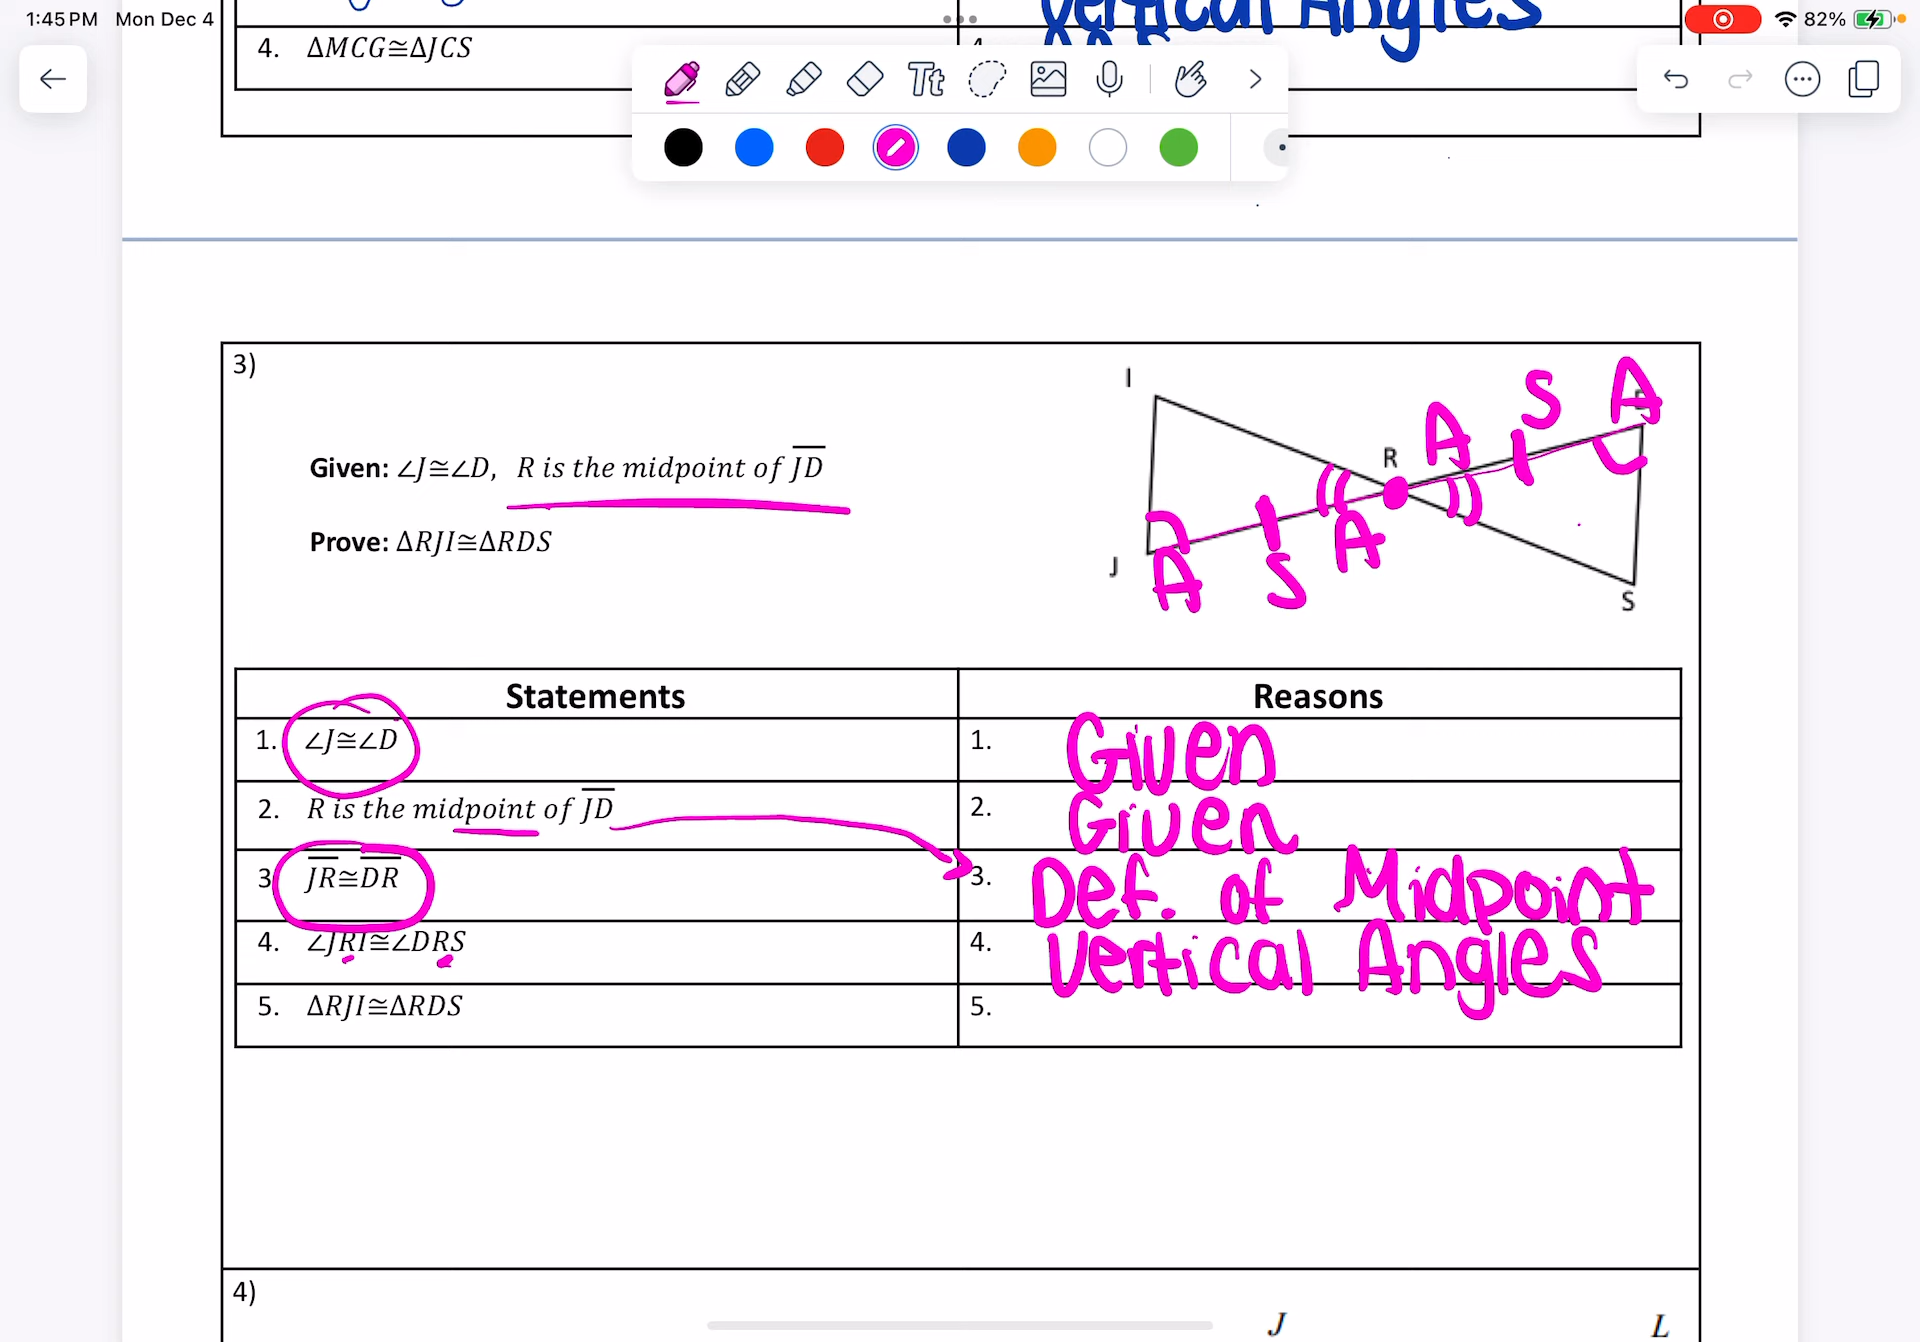 1:45 PM Mon Dec 4
82%
Vertical Angles
4. ΔMCG≅ΔJCS
4.
Tt
3)
Given: ∠J≅∠D, R is the midpoint of JD
Prove: ΔRJI≅ΔRDS
I
R
J
S
A
S
A
A
S
A
Statements
Reasons
1. ∠J≅∠D
1. Given
2. R is the midpoint of JD
2. Given
3 JR≅DR
3. Def. of Midpoint
4. ∠JRI≅∠DRS
4. Vertical Angles
5. ΔRJI≅ΔRDS
5.
4)
J
L